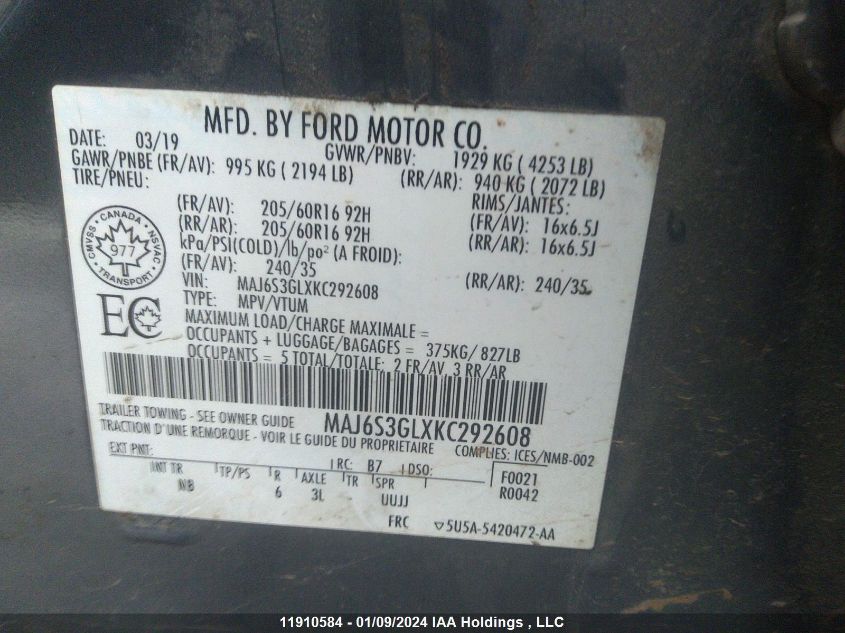 MFD. BY FORD MOTOR CO.
DATE: 03/19 GVWR/PNBV: 1929 KG ( 4253 LB)
GAWR/PNBE (FR/AV): 995 KG ( 2194 LB) (RR/AR): 940 KG ( 2072 LB)
TIRE/PNEU: RIMS/JANTES:
(FR/AV): 205/60R16 92H (FR/AV): 16x6.5J
(RR/AR): 205/60R16 92H (RR/AR): 16x6.5J
kPa/PSI(COLD)/lb/po² (A FROID):
(FR/AV): 240/35 (RR/AR): 240/35
CANADA
CMVSS NSVAC
977
TRANSPORT
VIN: MAJ6S3GLXKC292608
TYPE: MPV/VTUM
EC
MAXIMUM LOAD/CHARGE MAXIMALE =
OCCUPANTS + LUGGAGE/BAGAGES = 375KG/ 827LB
OCCUPANTS = 5 TOTAL/TOTALE: 2 FR/AV, 3 RR/AR
TRAILER TOWING - SEE OWNER GUIDE MAJ6S3GLXKC292608
TRACTION D'UNE REMORQUE - VOIR LE GUIDE DU PROPRIETAIRE COMPLIES: ICES/NMB-002
EXT PNT: RC: B7 DSO: F0021
INT TR TP/PS R AXLE TR SPR R0042
N8 6 3L UUJJ
FRC ▽5U5A-5420472-AA
11910584 - 01/09/2024 IAA Holdings , LLC